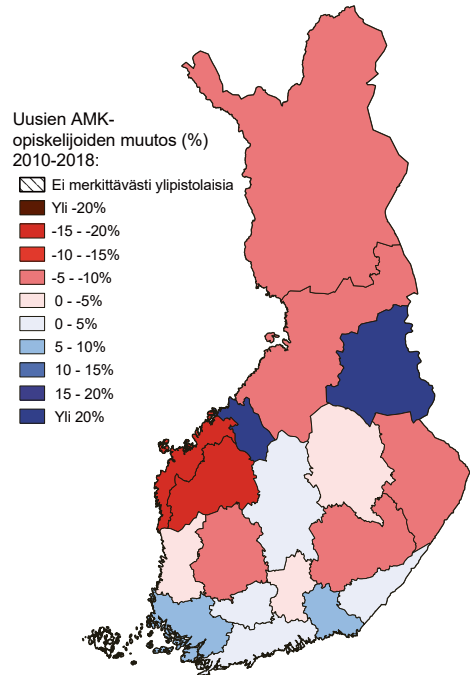 Uusien AMK-
opiskelijoiden muutos (%)
2010-2018:
Ei merkittävästi ylipistolaisia
Yli -20%
-15 - -20%
-10 - -15%
-5 - -10%
0 - -5%
0 - 5%
5 - 10%
10 - 15%
15 - 20%
Yli 20%